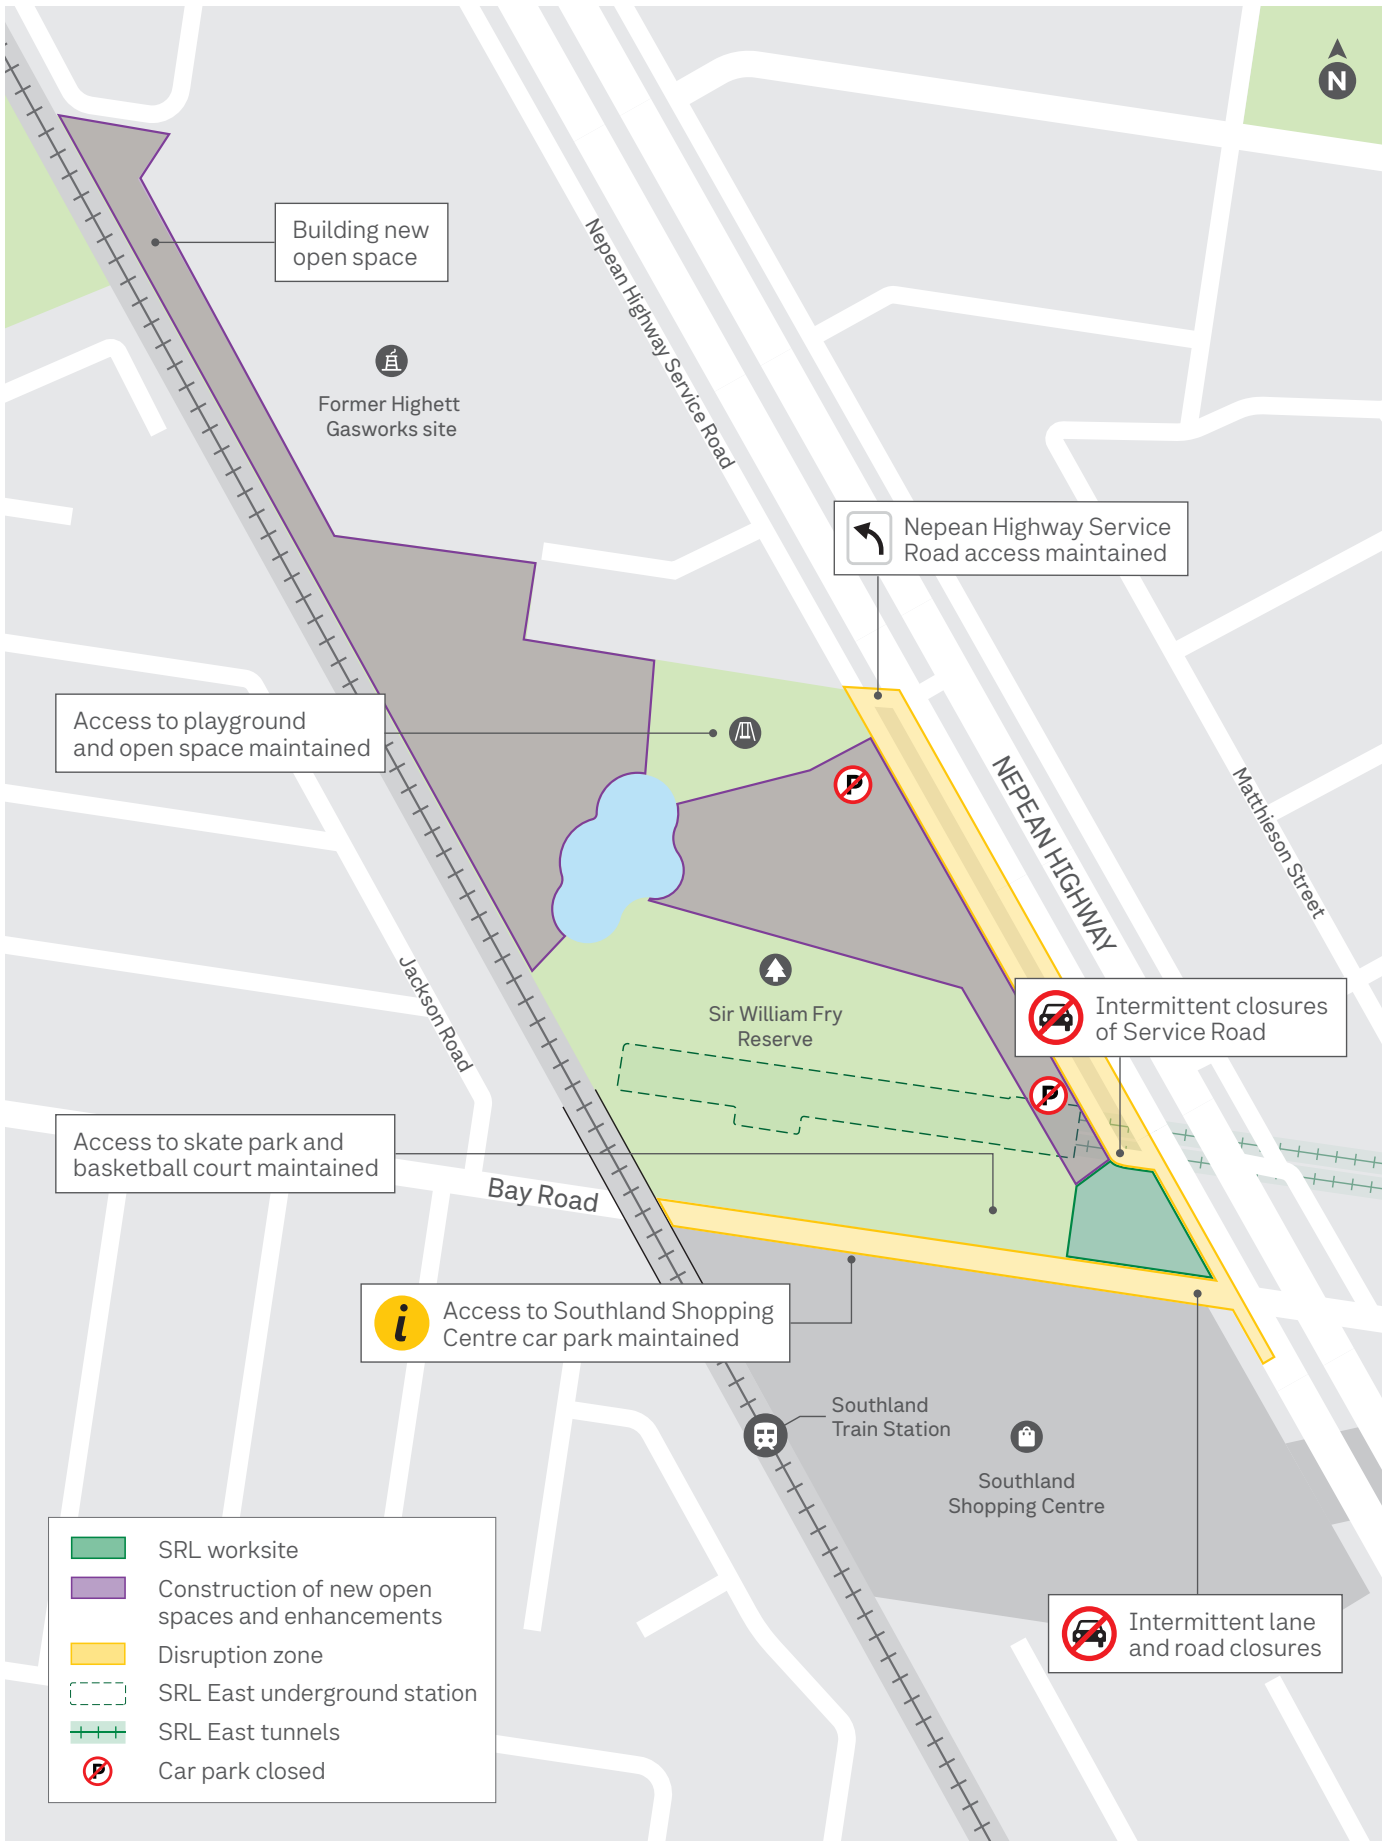 N
Building new
open space
Nepean Highway Service Road
Former Highett
Gasworks site
Nepean Highway Service
Road access maintained
Access to playground
and open space maintained
P
NEPEAN HIGHWAY
Matthieson Street
Jackson Road
Sir William Fry
Reserve
Intermittent closures
of Service Road
P
Access to skate park and
basketball court maintained
Bay Road
i
Access to Southland Shopping
Centre car park maintained
Southland
Train Station
Southland
Shopping Centre
Intermittent lane
and road closures
SRL worksite
Construction of new open
spaces and enhancements
Disruption zone
SRL East underground station
SRL East tunnels
P
Car park closed